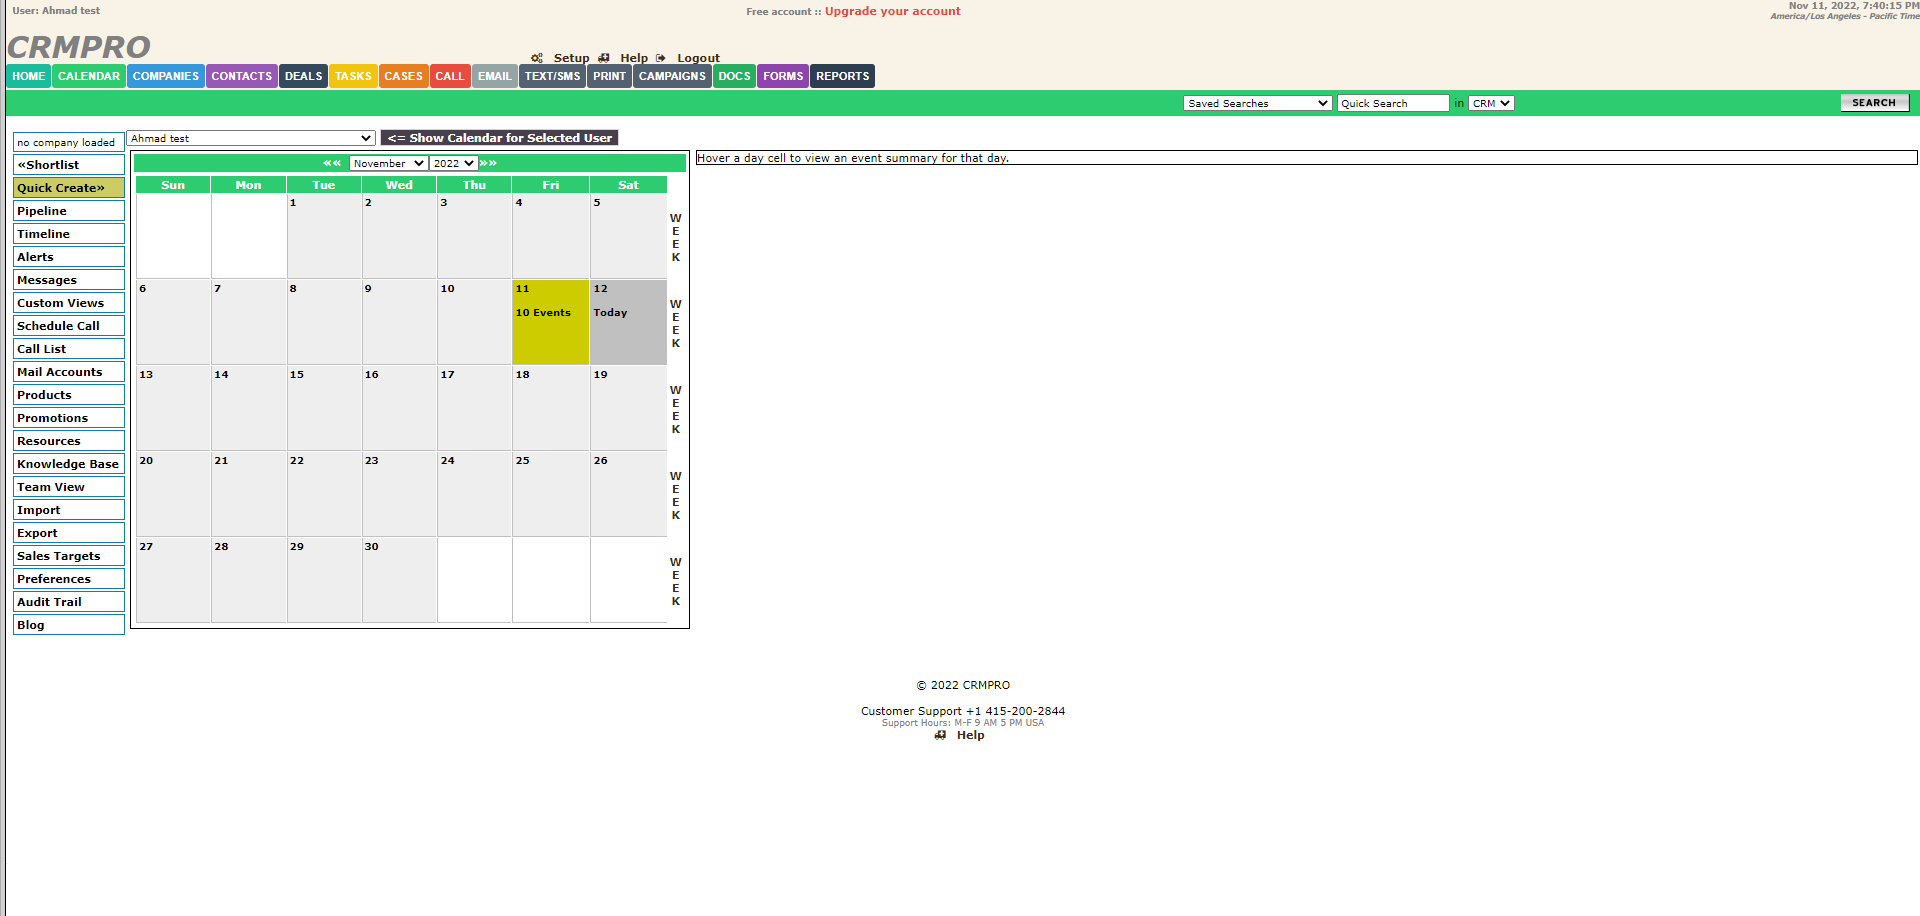 User: Ahmad test
Free account :: Upgrade your account
Nov 11, 2022, 7:40:15 PM
America/Los Angeles - Pacific Time
CRMPRO
Setup Help Logout
HOME CALENDAR COMPANIES CONTACTS DEALS TASKS CASES CALL EMAIL TEXT/SMS PRINT CAMPAIGNS DOCS FORMS REPORTS
Saved Searches Quick Search in CRM SEARCH
no company loaded
«Shortlist
Quick Create»
Pipeline
Timeline
Alerts
Messages
Custom Views
Schedule Call
Call List
Mail Accounts
Products
Promotions
Resources
Knowledge Base
Team View
Import
Export
Sales Targets
Preferences
Audit Trail
Blog
Ahmad test <= Show Calendar for Selected User
«« November 2022 »»
Sun Mon Tue Wed Thu Fri Sat
1 2 3 4 5
WEEK
6 7 8 9 10 11 12
10 Events Today
WEEK
13 14 15 16 17 18 19
WEEK
20 21 22 23 24 25 26
WEEK
27 28 29 30
WEEK
Hover a day cell to view an event summary for that day.
© 2022 CRMPRO
Customer Support +1 415-200-2844
Support Hours: M-F 9 AM 5 PM USA
Help